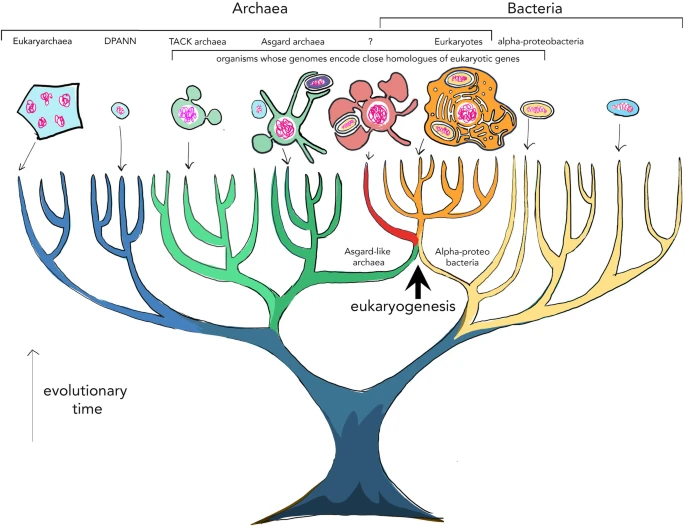 Archaea
Bacteria
Eukaryarchaea
DPANN
TACK archaea
Asgard archaea
?
Eurkaryotes
alpha-proteobacteria
organisms whose genomes encode close homologues of eukaryotic genes
Asgard-like
archaea
Alpha-proteo
bacteria
eukaryogenesis
evolutionary
time